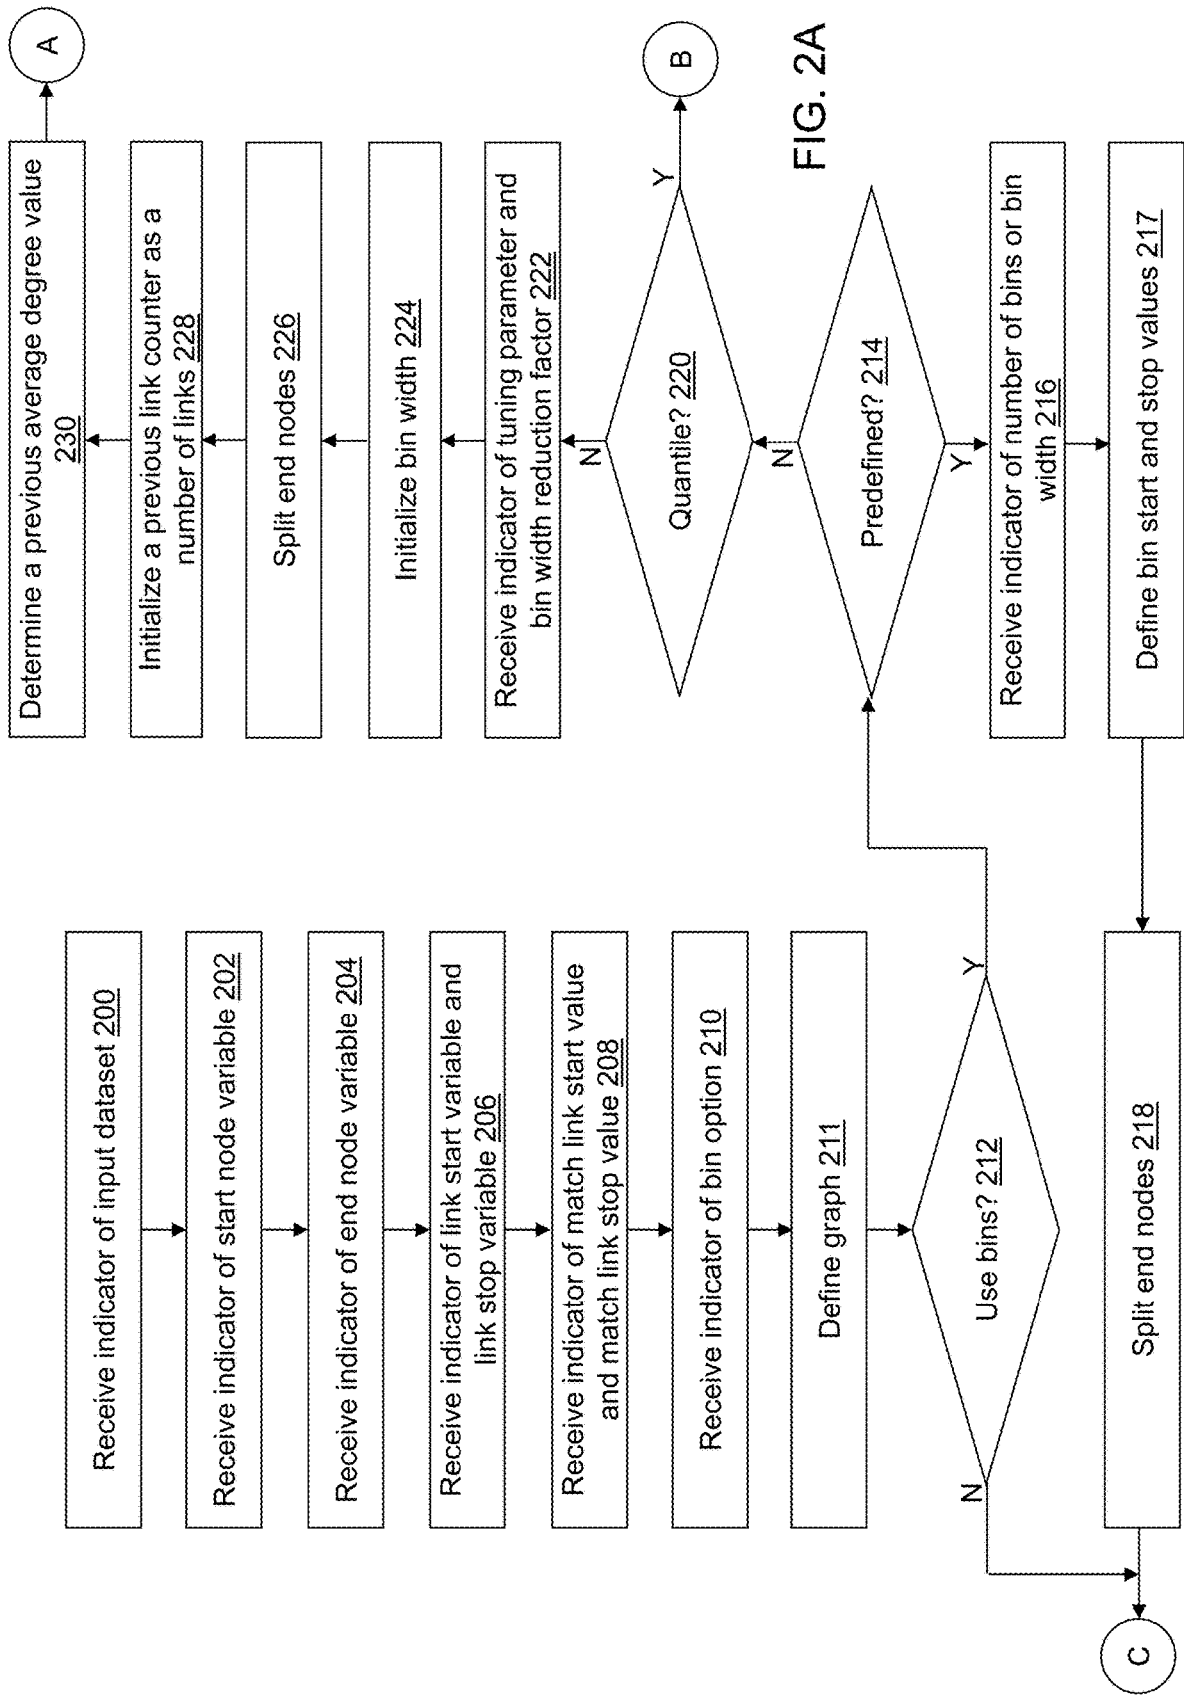 Receive indicator of input dataset 200
Receive indicator of start node variable 202
Receive indicator of end node variable 204
Receive indicator of link start variable and
link stop variable 206
Receive indicator of match link start value
and match link stop value 208
Receive indicator of bin option 210
Define graph 211
Use bins? 212
N
Y
Split end nodes 218
C
Determine a previous average degree value
230
A
Initialize a previous link counter as a
number of links 228
Split end nodes 226
Initialize bin width 224
Receive indicator of tuning parameter and
bin width reduction factor 222
N
Quantile? 220
Y
B
N
Predefined? 214
Y
Receive indicator of number of bins or bin
width 216
Define bin start and stop values 217
FIG. 2A